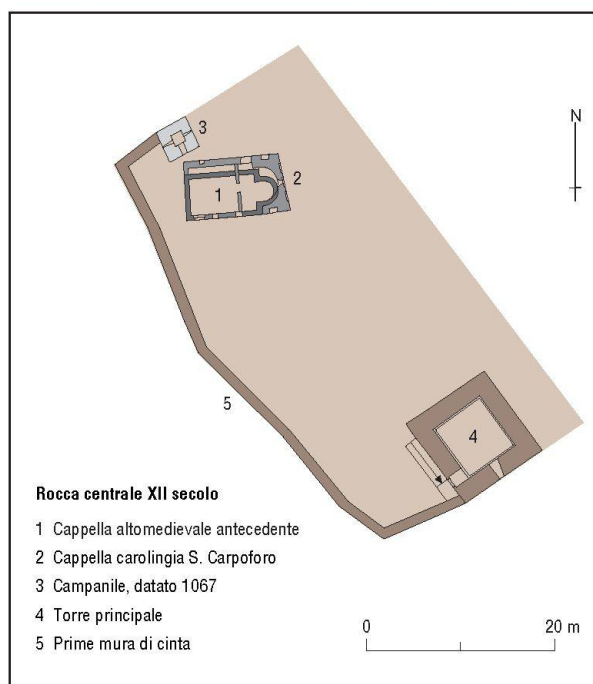 N
3
2
1
4
5
Rocca centrale XII secolo
1 Cappella altomedievale antecedente
2 Cappella carolingia S. Carpoforo
3 Campanile, datato 1067
4 Torre principale
5 Prime mura di cinta
0 20 m